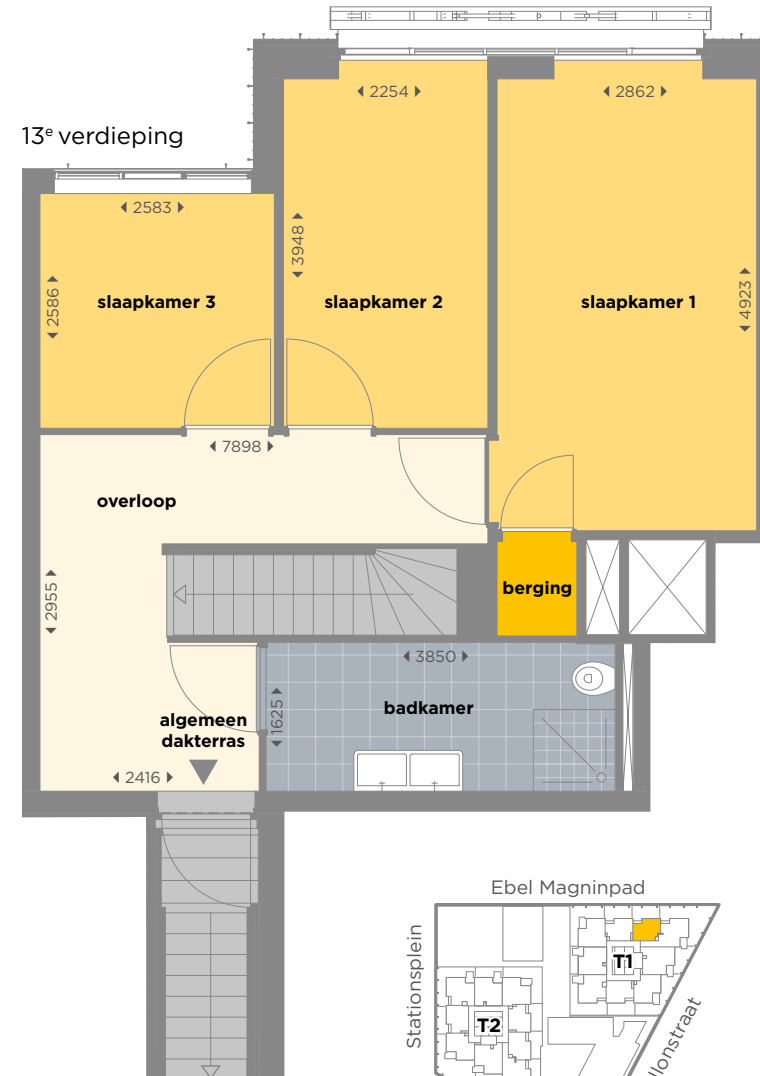 2254
2862
13e verdieping
2583
3948
2586
4923
slaapkamer 3
slaapkamer 2
slaapkamer 1
7898
overloop
2955
berging
3850
1625
badkamer
algemeen
dakterras
2416
Ebel Magninpad
Stationsplein
T1
T2